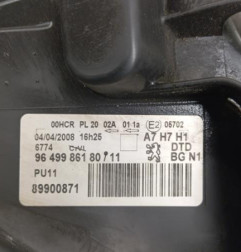 00HCR PL 20 02A 01 1a E2 05702
04/04/2008 16h25 A7 H7 H1
6774 DTD
96 499 861 80 11 BG N1
PU11
89900871